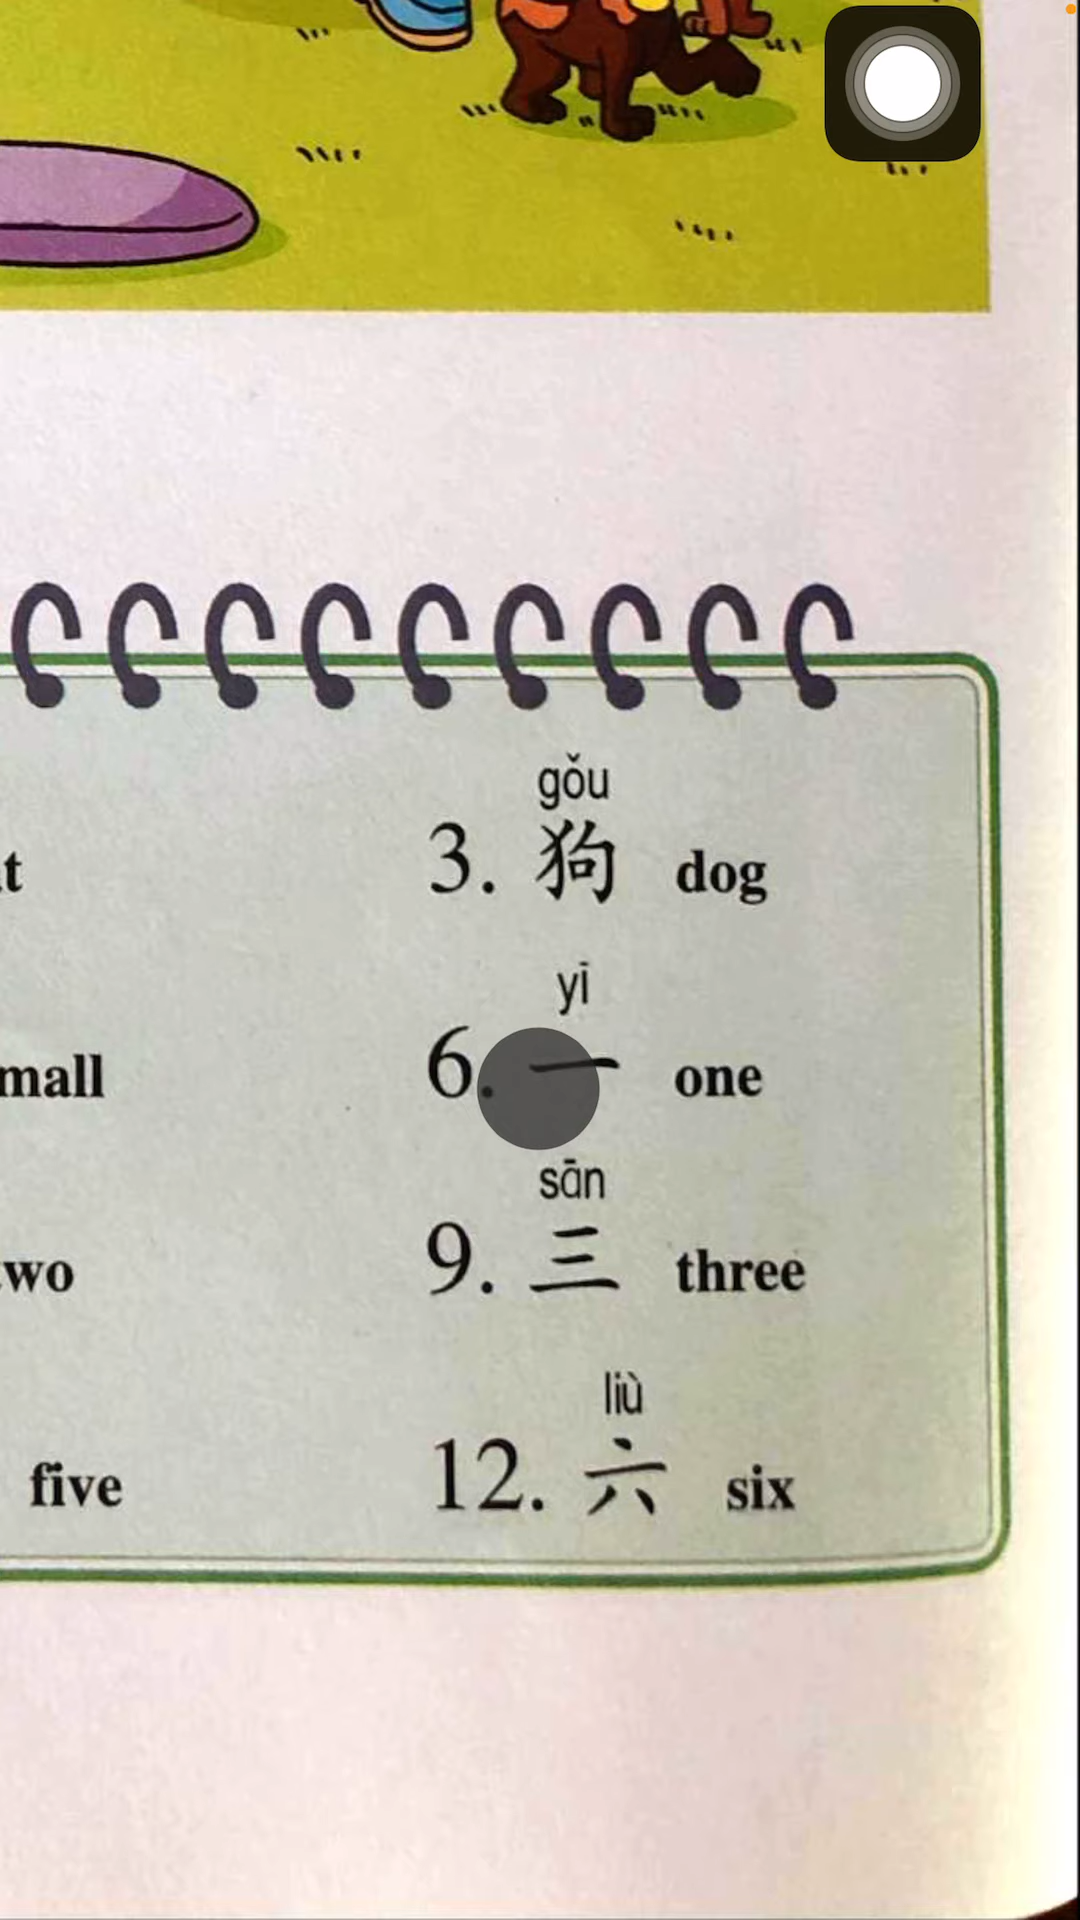 gǒu
3. 狗 dog
yī
mall 6. 一 one
sān
wo 9. 三 three
liù
five 12. 六 six